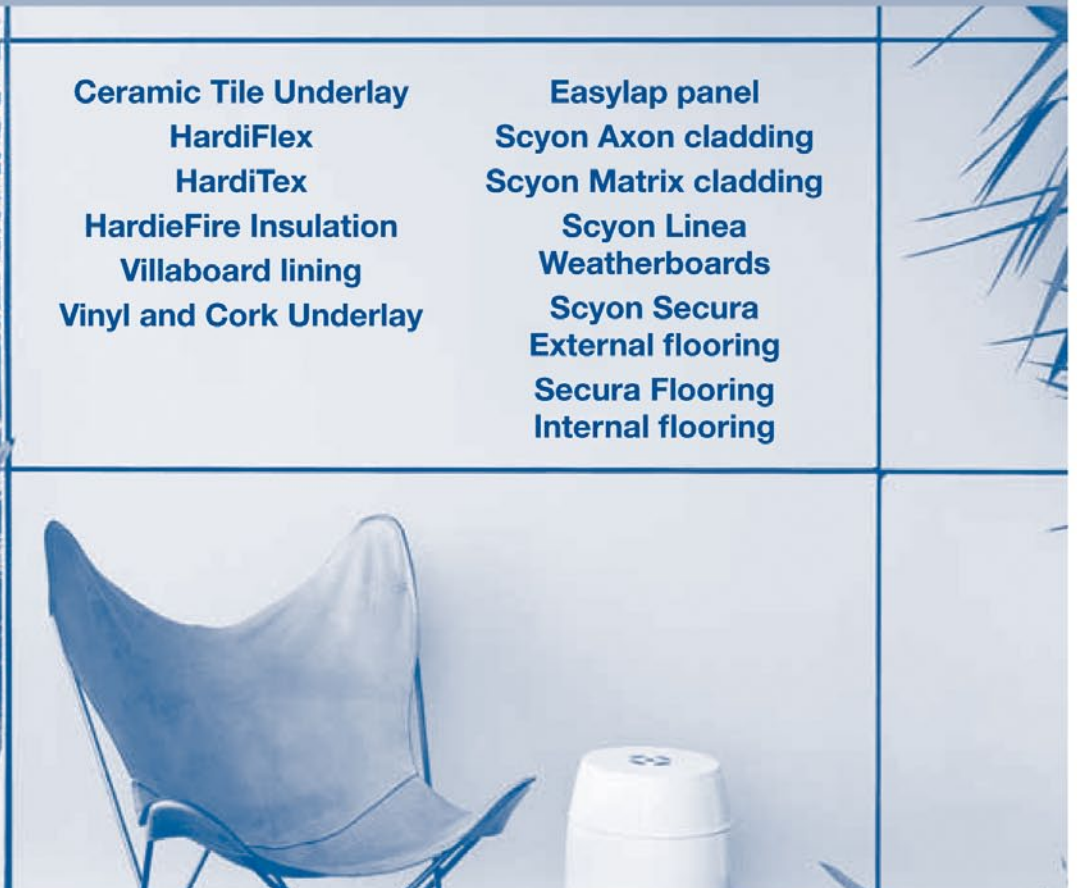 Ceramic Tile Underlay
HardiFlex
HardiTex
HardieFire Insulation
Villaboard lining
Vinyl and Cork Underlay
Easylap panel
Scyon Axon cladding
Scyon Matrix cladding
Scyon Linea
Weatherboards
Scyon Secura
External flooring
Secura Flooring
Internal flooring